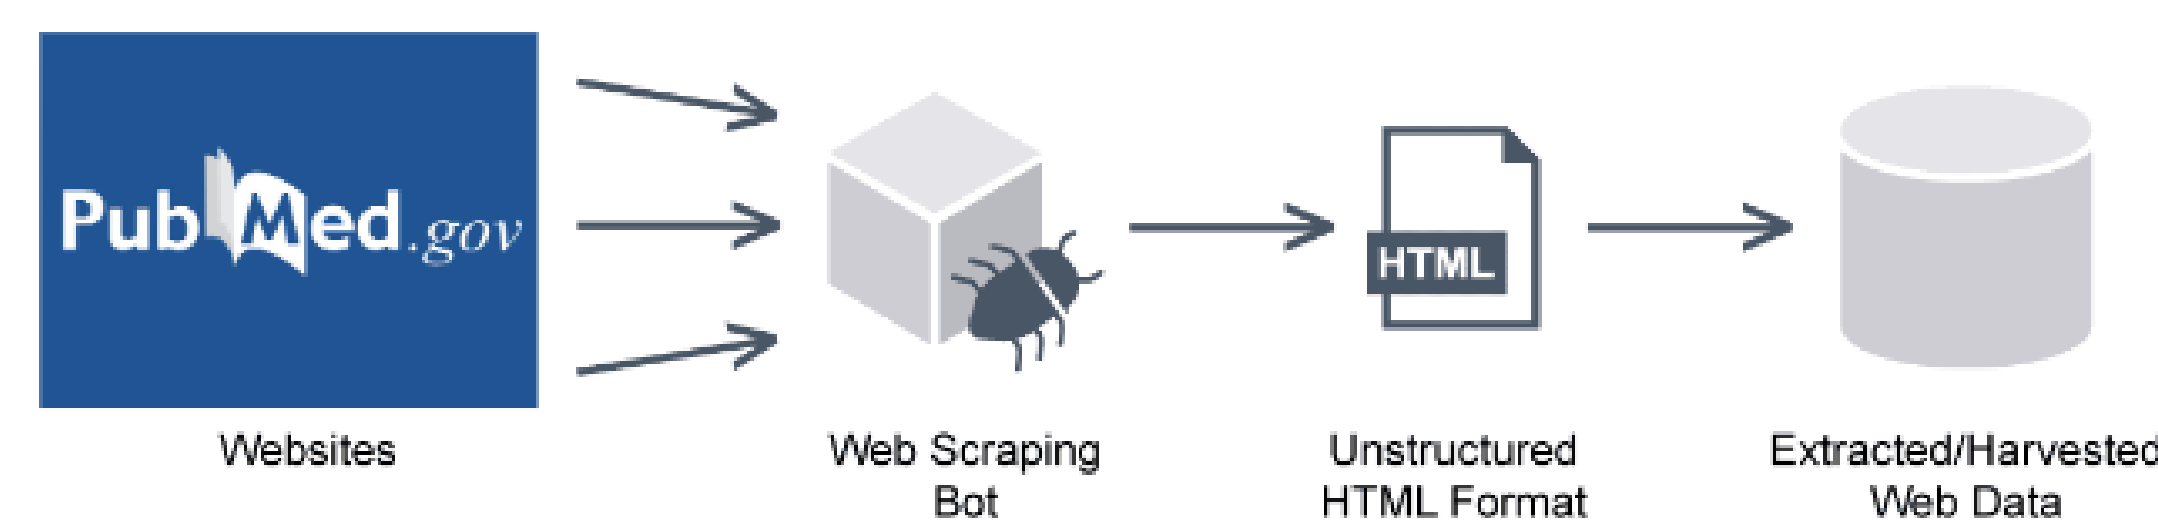 PubMed.gov
HTML
Websites
Web Scraping
Bot
Unstructured
HTML Format
Extracted/Harvested
Web Data